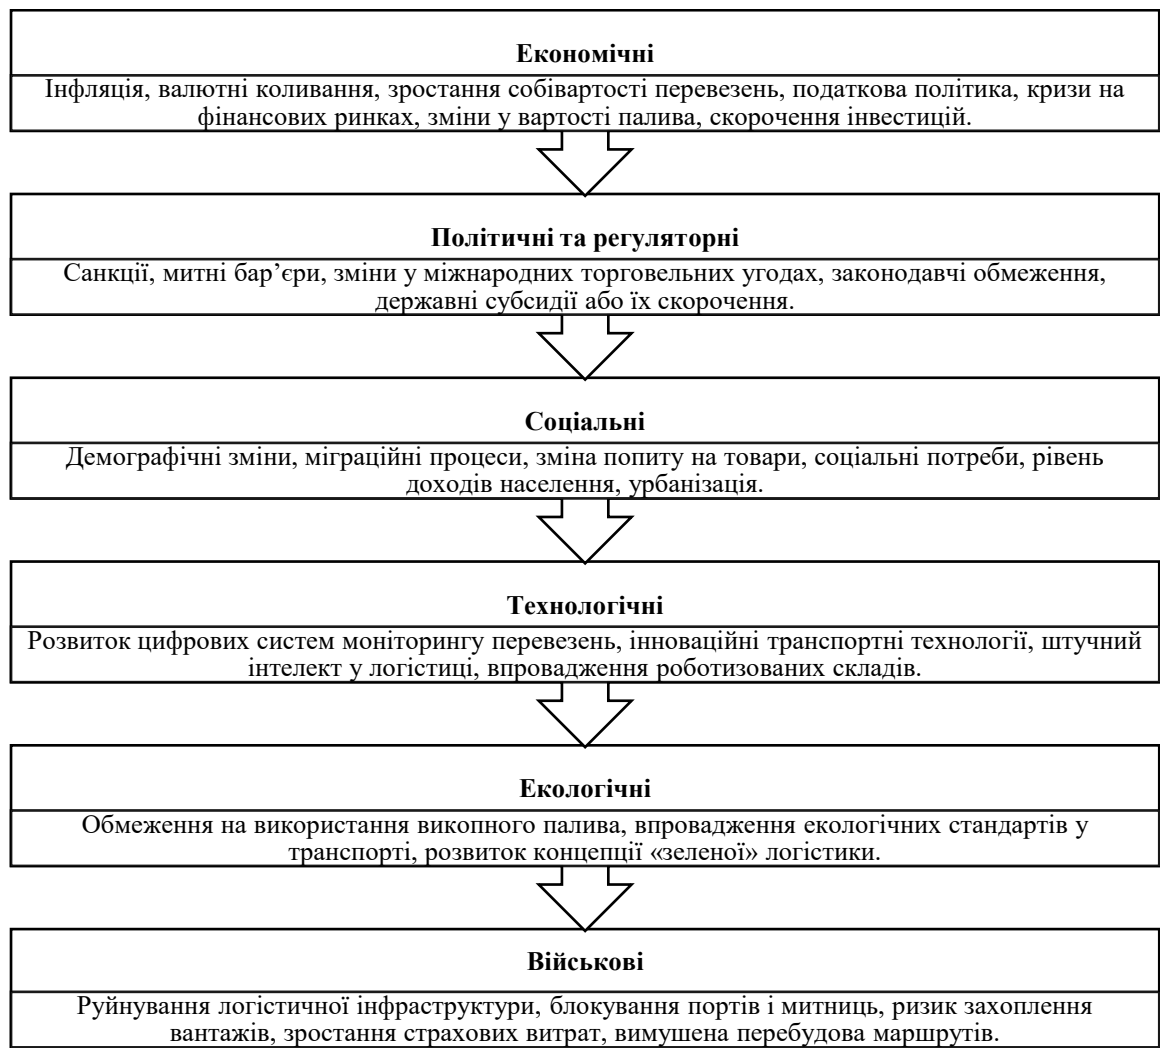 Економічні
Інфляція, валютні коливання, зростання собівартості перевезень, податкова політика, кризи на
фінансових ринках, зміни у вартості палива, скорочення інвестицій.
Політичні та регуляторні
Санкції, митні бар’єри, зміни у міжнародних торговельних угодах, законодавчі обмеження,
державні субсидії або їх скорочення.
Соціальні
Демографічні зміни, міграційні процеси, зміна попиту на товари, соціальні потреби, рівень
доходів населення, урбанізація.
Технологічні
Розвиток цифрових систем моніторингу перевезень, інноваційні транспортні технології, штучний
інтелект у логістиці, впровадження роботизованих складів.
Екологічні
Обмеження на використання викопного палива, впровадження екологічних стандартів у
транспорті, розвиток концепції «зеленої» логістики.
Військові
Руйнування логістичної інфраструктури, блокування портів і митниць, ризик захоплення
вантажів, зростання страхових витрат, вимушена перебудова маршрутів.